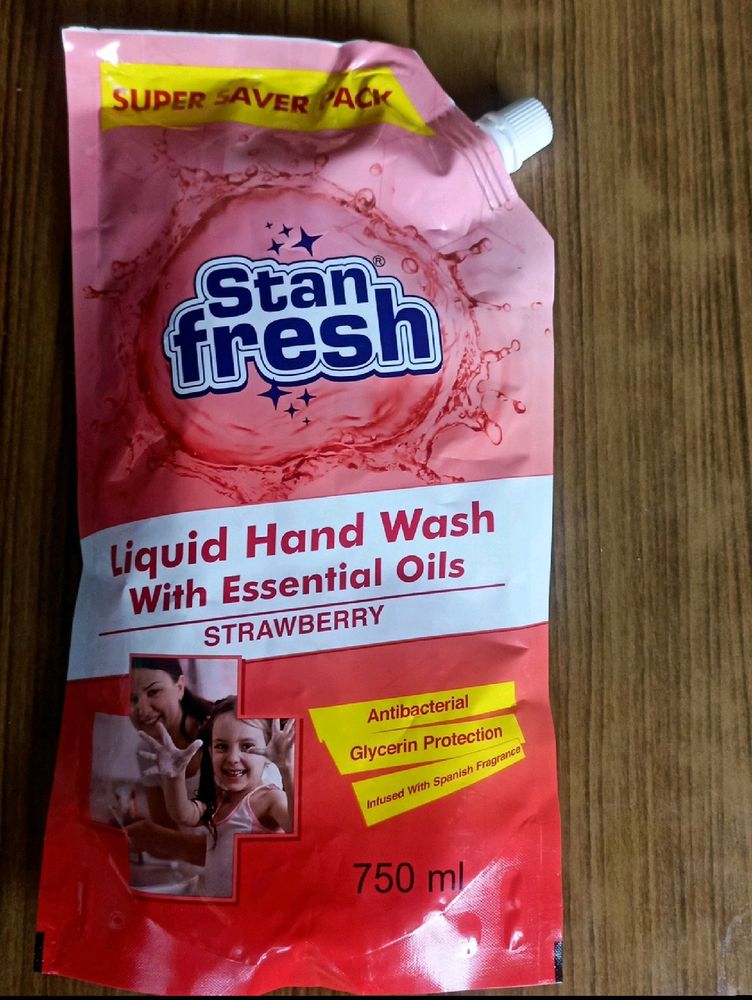 SUPER SAVER PACK
Stan®
fresh
Liquid Hand Wash
With Essential Oils
STRAWBERRY
Antibacterial
Glycerin Protection
Infused With Spanish Fragrance
750 ml